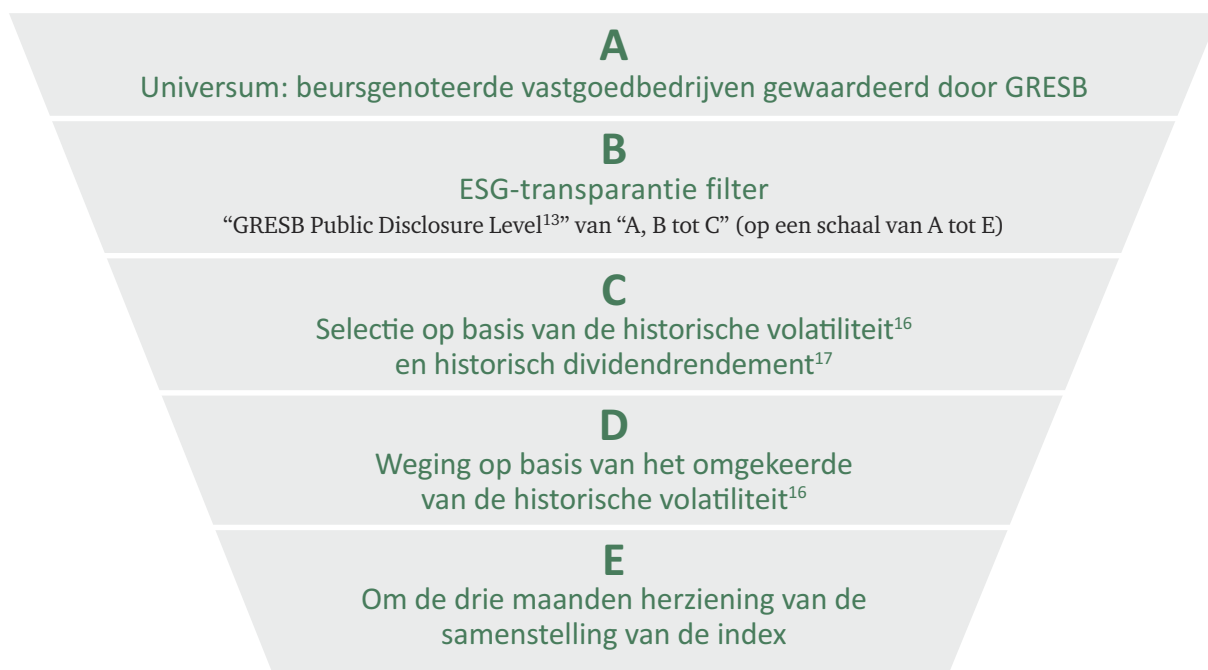 A
Universum: beursgenoteerde vastgoedbedrijven gewaardeerd door GRESB
B
ESG-transparantie filter
“GRESB Public Disclosure Level¹³” van “A, B tot C” (op een schaal van A tot E)
C
Selectie op basis van de historische volatiliteit¹⁶
en historisch dividendrendement¹⁷
D
Weging op basis van het omgekeerde
van de historische volatiliteit¹⁶
E
Om de drie maanden herziening van de
samenstelling van de index